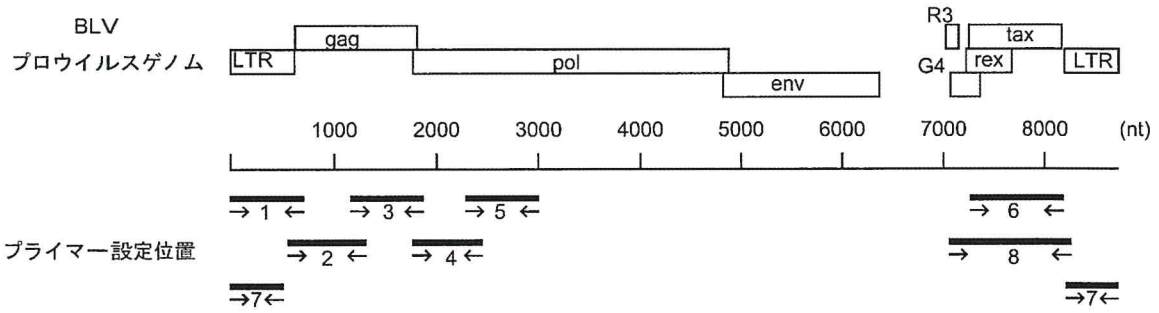 BLV
プロウイルスゲノム
LTR
gag
pol
env
R3
G4
tax
rex
LTR
1000 2000 3000 4000 5000 6000 7000 8000 (nt)
プライマー設定位置
→ 1 ← → 3 ← → 5 ← → 6 ←
→ 2 ← → 4 ← → 8 ←
→7← →7←